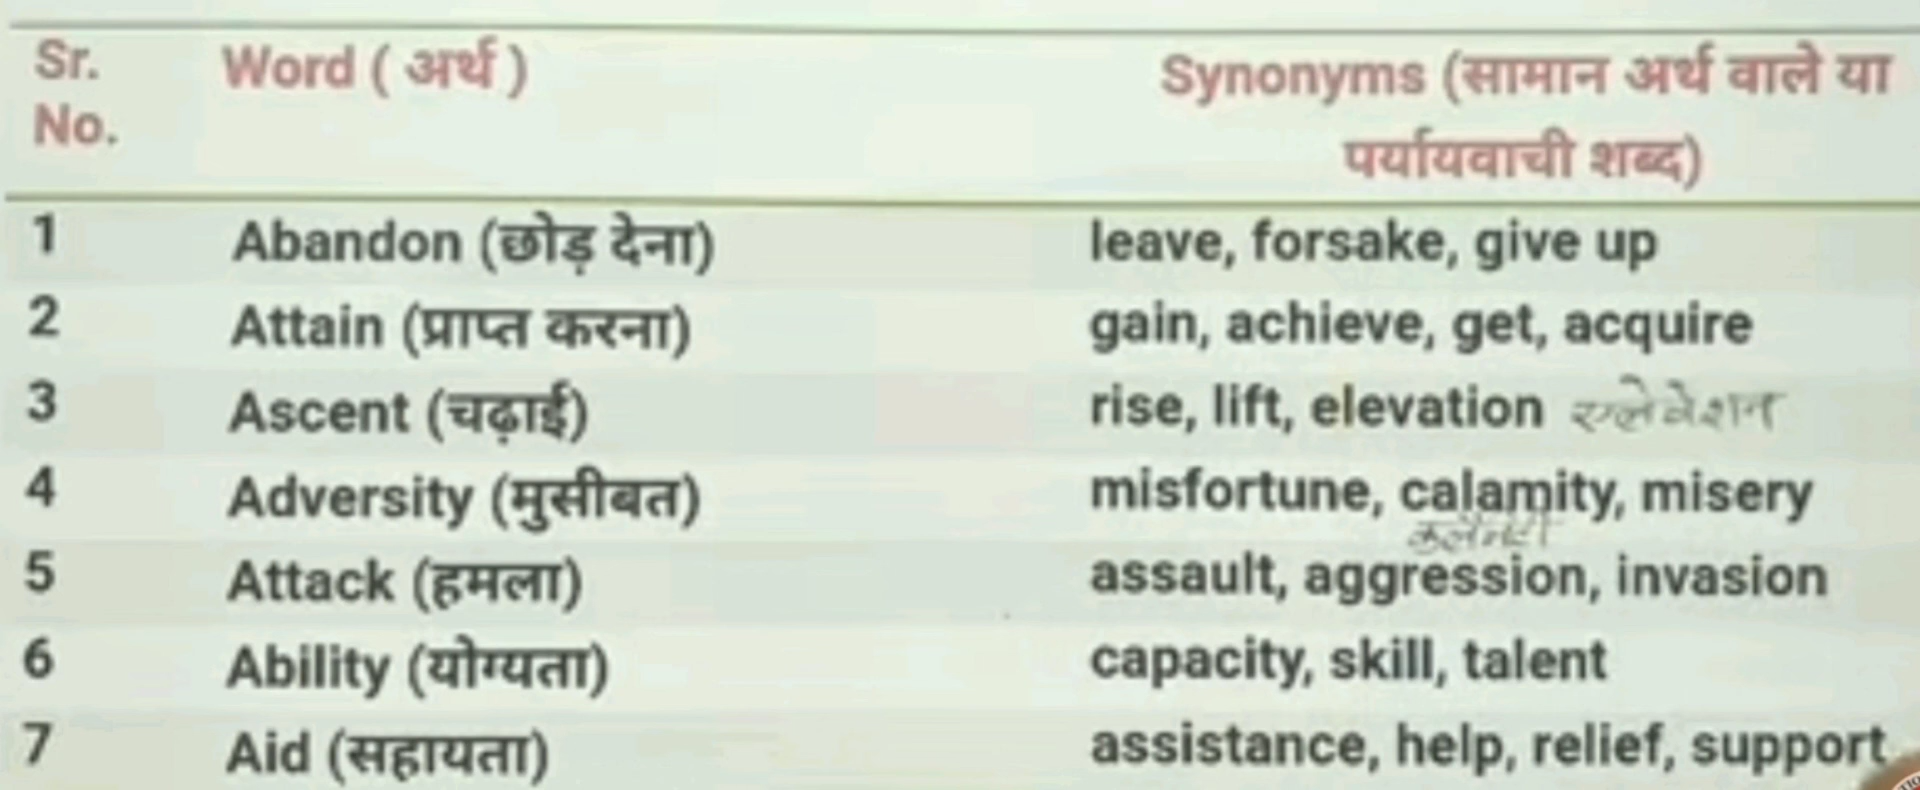 Sr. No. Word ( अर्थ ) Synonyms (सामान अर्थ वाले या पर्यायवाची शब्द)
1 Abandon (छोड़ देना) leave, forsake, give up
2 Attain (प्राप्त करना) gain, achieve, get, acquire
3 Ascent (चढ़ाई) rise, lift, elevation एलेवेशन
4 Adversity (मुसीबत) misfortune, calamity, misery
5 Attack (हमला) assault, aggression, invasion
6 Ability (योग्यता) capacity, skill, talent
7 Aid (सहायता) assistance, help, relief, support